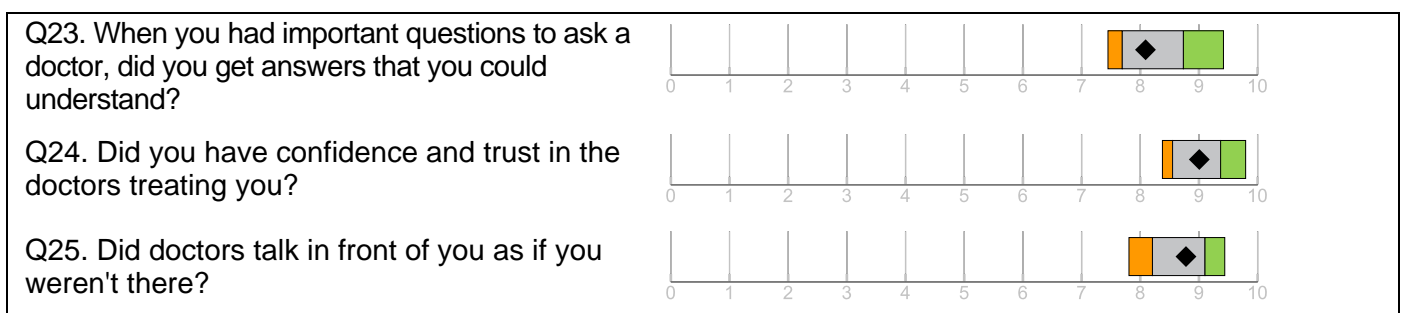 Q23. When you had important questions to ask a
doctor, did you get answers that you could
understand?
0 1 2 3 4 5 6 7 8 9 10
Q24. Did you have confidence and trust in the
doctors treating you?
0 1 2 3 4 5 6 7 8 9 10
Q25. Did doctors talk in front of you as if you
weren't there?
0 1 2 3 4 5 6 7 8 9 10